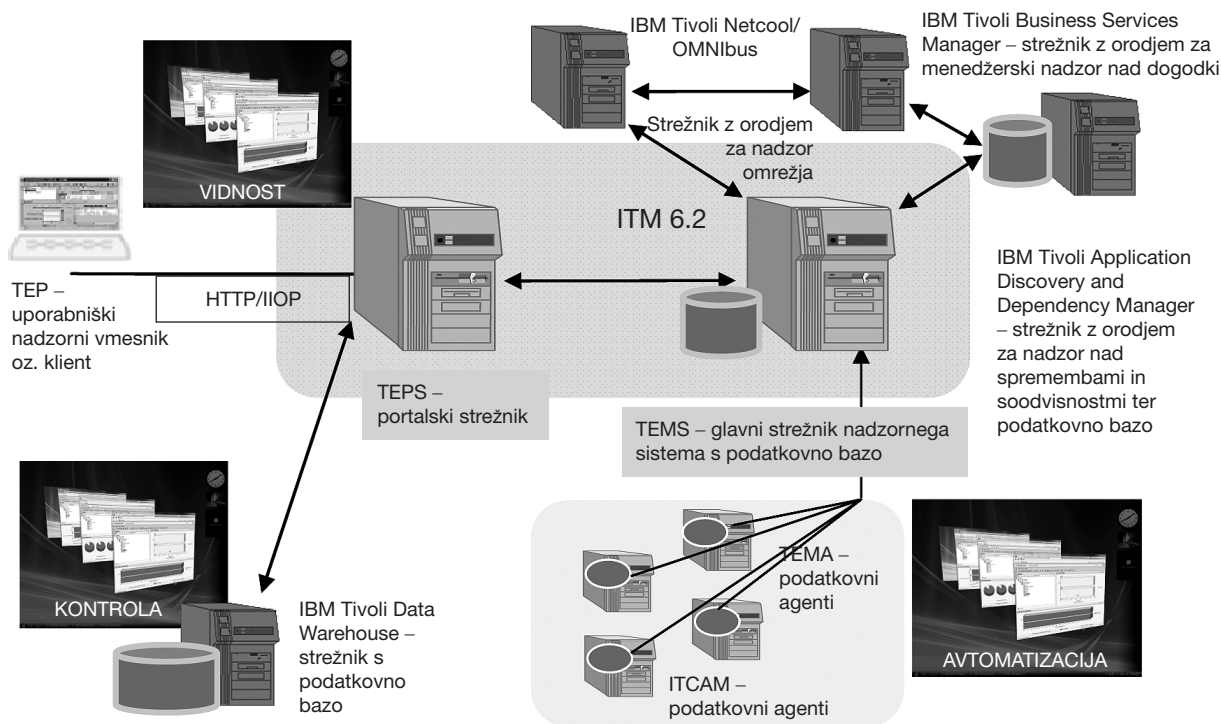 IBM Tivoli Netcool/
OMNIbus
IBM Tivoli Business Services
Manager – strežnik z orodjem za
menedžerski nadzor nad dogodki
Strežnik z orodjem
za nadzor
omrežja
VIDNOST
ITM 6.2
TEP –
uporabniški
nadzorni vmesnik
oz. klient
HTTP/IIOP
IBM Tivoli Application
Discovery and
Dependency Manager
– strežnik z orodjem
za nadzor nad
spremembami in
soodvisnostmi ter
podatkovno bazo
TEPS –
portalski strežnik
TEMS – glavni strežnik nadzornega
sistema s podatkovno bazo
KONTROLA
IBM Tivoli Data
Warehouse –
strežnik s
podatkovno
bazo
TEMA –
podatkovni
agenti
ITCAM –
podatkovni agenti
AVTOMATIZACIJA